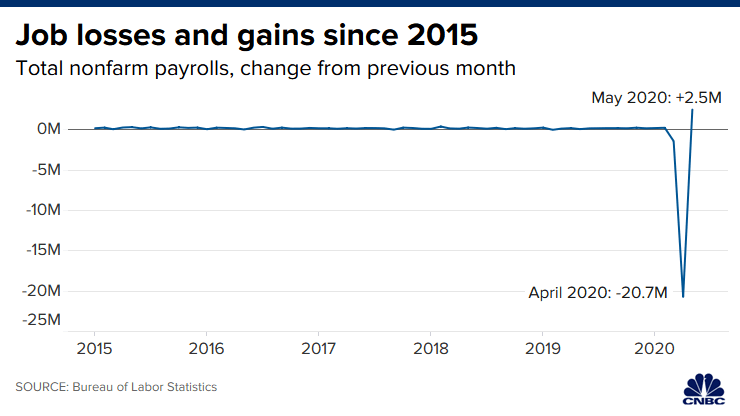 Job losses and gains since 2015
Total nonfarm payrolls, change from previous month
May 2020: +2.5M
0M
-5M
-10M
-15M
-20M
April 2020: -20.7M
-25M
2015 2016 2017 2018 2019 2020
SOURCE: Bureau of Labor Statistics
CNBC